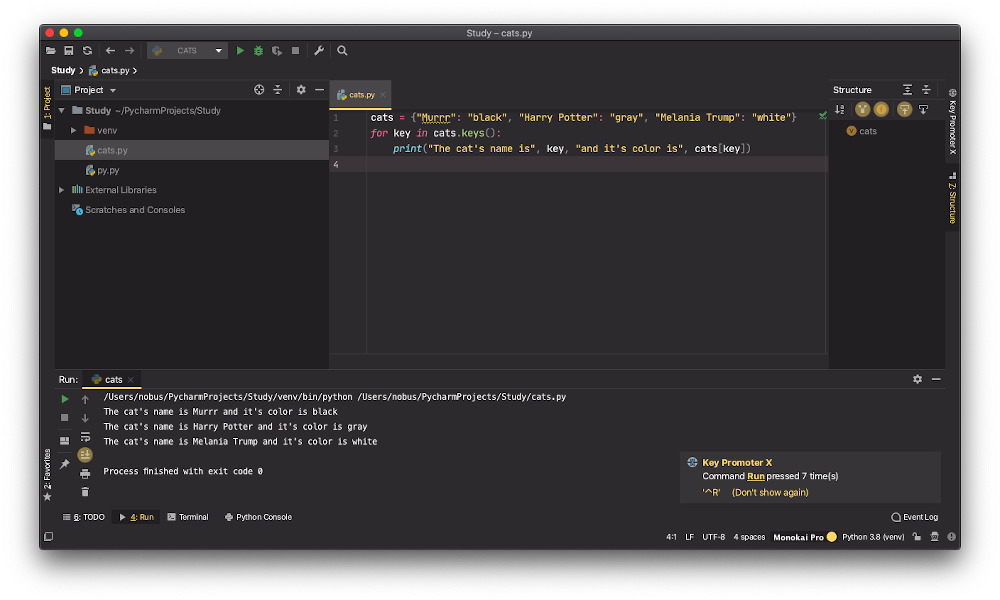 Study – cats.py
CATS
Study
cats.py
1: Project
Project
Study ~/PycharmProjects/Study
venv
cats.py
py.py
External Libraries
Scratches and Consoles
cats.py
1 cats = {"Murrr": "black", "Harry Potter": "gray", "Melania Trump": "white"}
2 for key in cats.keys():
3 print("The cat's name is", key, "and it's color is", cats[key])
4
Structure
cats
Key Promoter X
Z: Structure
Run: cats
/Users/nobus/PycharmProjects/Study/venv/bin/python /Users/nobus/PycharmProjects/Study/cats.py
The cat's name is Murrr and it's color is black
The cat's name is Harry Potter and it's color is gray
The cat's name is Melania Trump and it's color is white
Process finished with exit code 0
2: Favorites
Key Promoter X
Command Run pressed 7 time(s)
'^R' (Don't show again)
6: TODO 4: Run Terminal Python Console Event Log
4:1 LF UTF-8 4 spaces Monokai Pro Python 3.8 (venv)